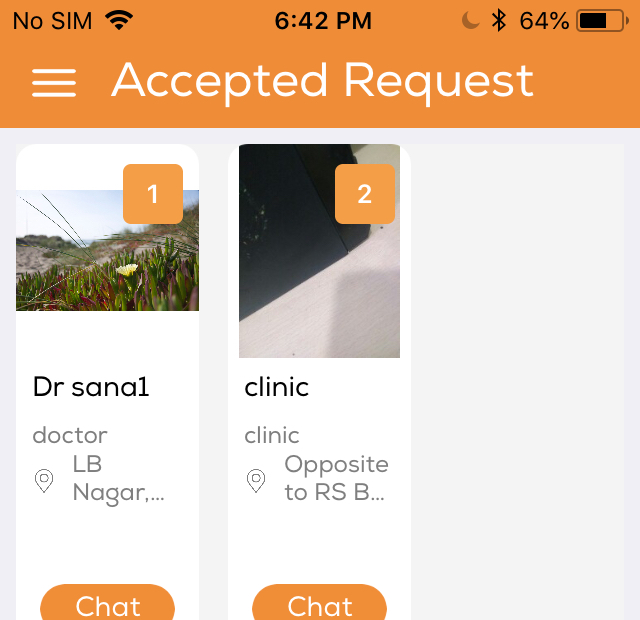 No SIM 6:42 PM 64%
Accepted Request
1
2
Dr sana1
doctor
LB
Nagar,...
Chat
clinic
clinic
Opposite
to RS B...
Chat